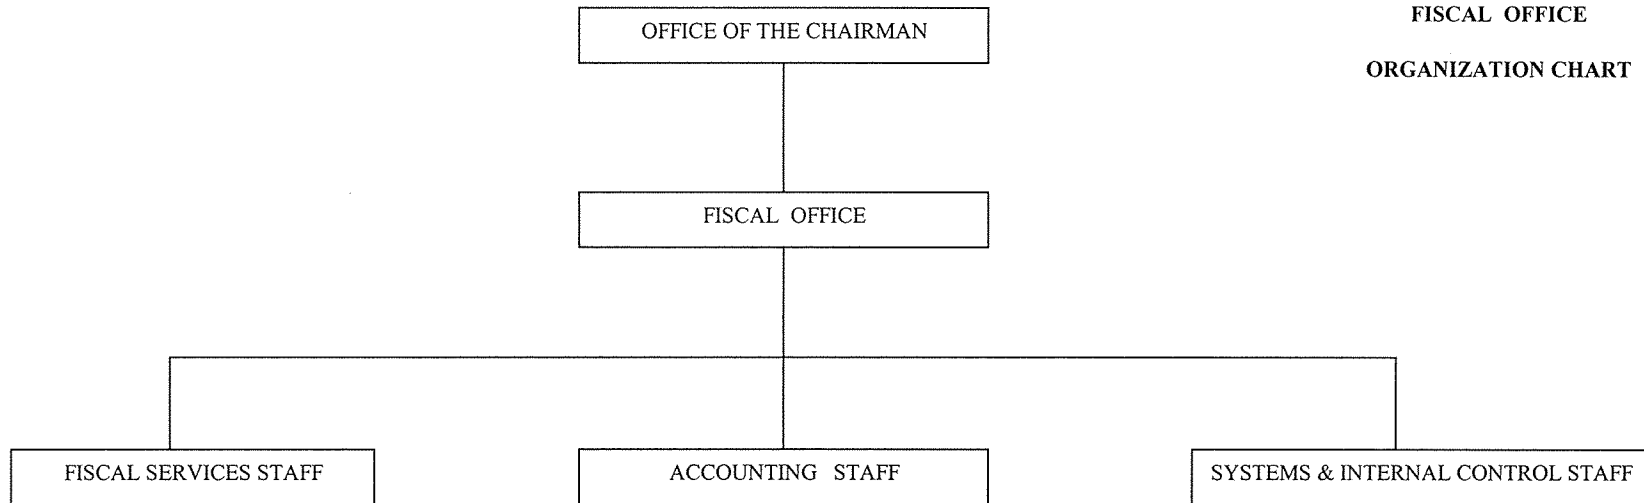 FISCAL OFFICE
ORGANIZATION CHART
OFFICE OF THE CHAIRMAN
FISCAL OFFICE
FISCAL SERVICES STAFF
ACCOUNTING STAFF
SYSTEMS & INTERNAL CONTROL STAFF